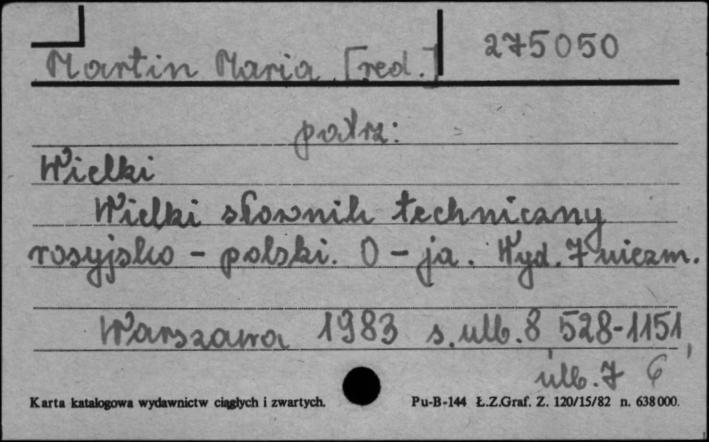 Martin Maria [red.] 275050
patrz:
Wielki
Wielki słownik techniczny
rosyjsko - polski. O - ja. Wyd. 7 niezm.
Warszawa 1983 s. ulb. 8 528-1151,
ulb. 7 6
Karta katalogowa wydawnictw ciągłych i zwartych. Pu-B-144 Ł.Z.Graf. Z. 120/15/82 n. 638000.